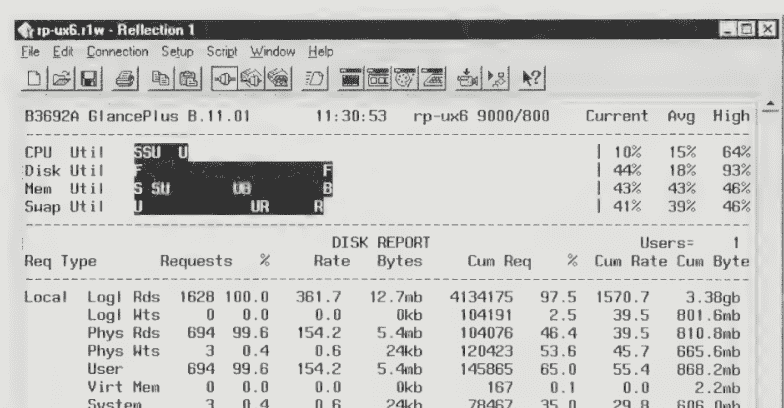 rp-ux6.r1w - Reflection 1
File Edit Connection Setup Script Window Help
B3692A GlancePlus B.11.01 11:30:53 rp-ux6 9000/800 Current Avg High
CPU Util SSU U | 10% 15% 64%
Disk Util F F | 44% 18% 93%
Mem Util S SU UB B | 43% 43% 46%
Swap Util U UR R | 41% 39% 46%
DISK REPORT Users= 1
Req Type Requests % Rate Bytes Cum Req % Cum Rate Cum Byte
Local Logl Rds 1628 100.0 361.7 12.7mb 4134175 97.5 1570.7 3.38gb
Logl Wts 0 0.0 0.0 0kb 104191 2.5 39.5 801.6mb
Phys Rds 694 99.6 154.2 5.4mb 104076 46.4 39.5 810.8mb
Phys Wts 3 0.4 0.6 24kb 120423 53.6 45.7 665.6mb
User 694 99.6 154.2 5.4mb 145865 65.0 55.4 868.2mb
Virt Mem 0 0.0 0.0 0kb 167 0.1 0.0 2.2mb
System 3 0.4 0.6 24kb 78467 35.0 29.8 606.0mb